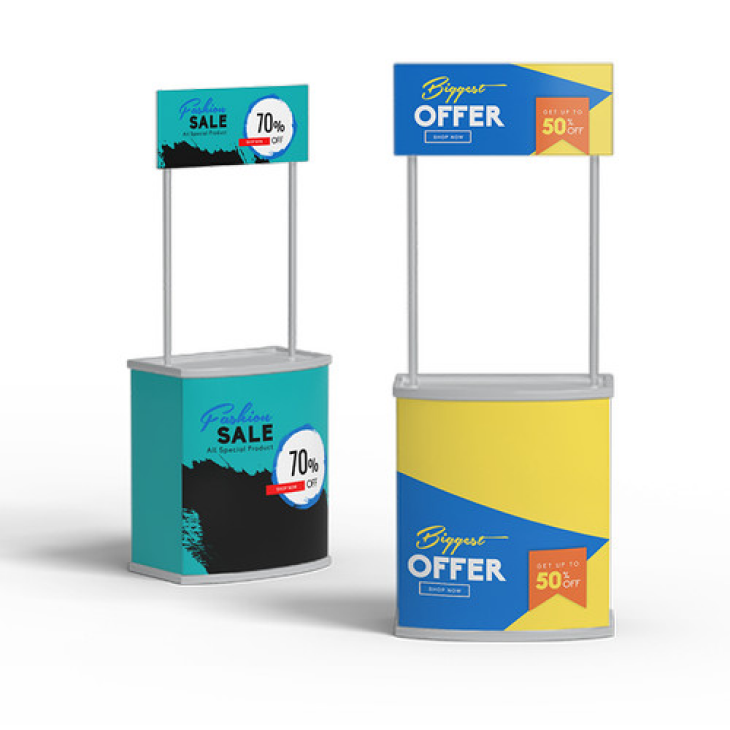 Fashion
SALE
All Special Product
70%
OFF
SHOP NOW
Biggest
OFFER
SHOP NOW
GET UP TO
50% OFF
Fashion
SALE
All Special Product
70%
OFF
SHOP NOW
Biggest
OFFER
SHOP NOW
GET UP TO
50% OFF